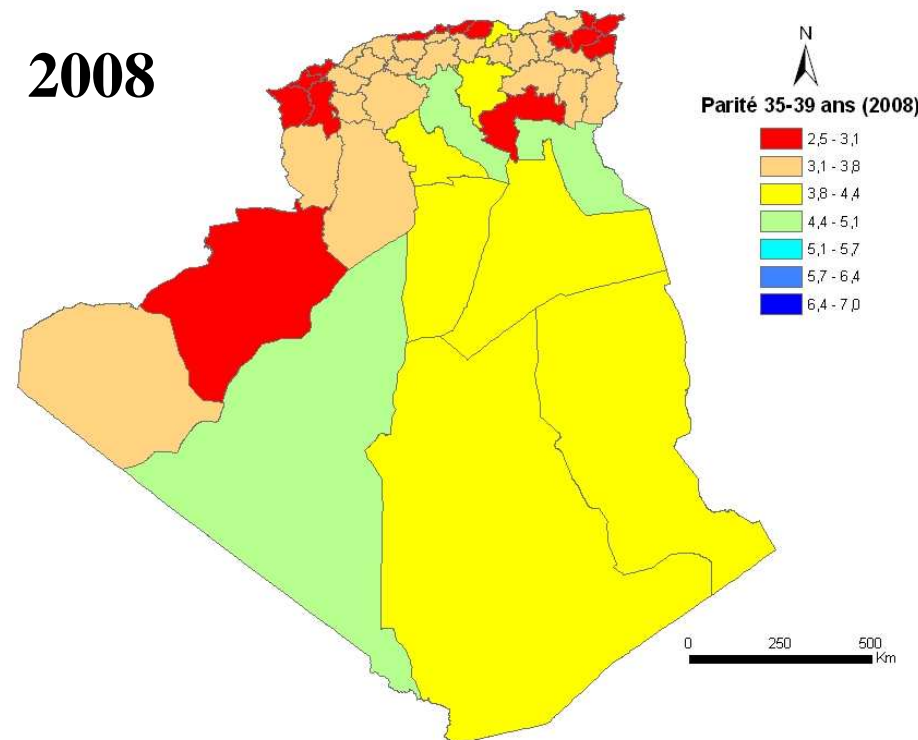 2008
N
Parité 35-39 ans (2008)
2,5 - 3,1
3,1 - 3,8
3,8 - 4,4
4,4 - 5,1
5,1 - 5,7
5,7 - 6,4
6,4 - 7,0
0 250 500
Km